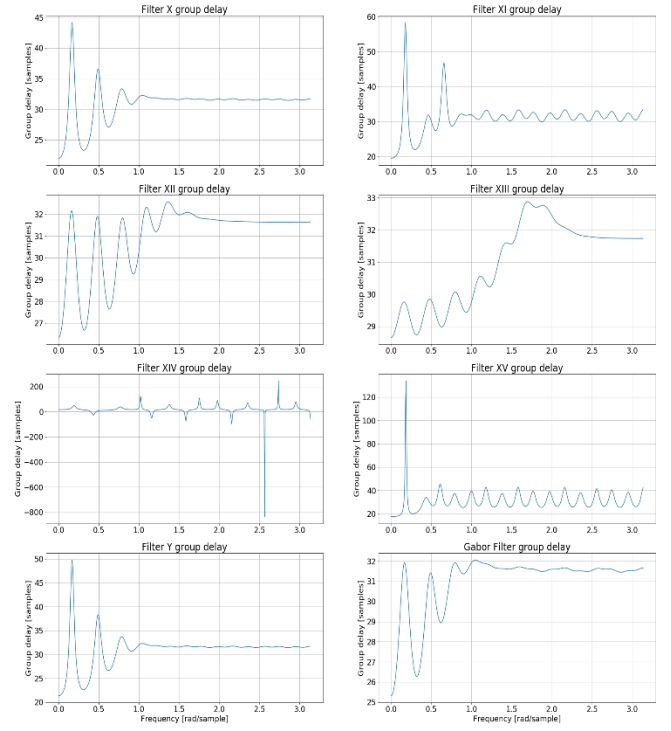 Filter X group delay
Group delay [samples]
45
40
35
30
25
0.0 0.5 1.0 1.5 2.0 2.5 3.0
Filter XI group delay
Group delay [samples]
60
50
40
30
20
0.0 0.5 1.0 1.5 2.0 2.5 3.0
Filter XII group delay
Group delay [samples]
32
31
30
29
28
27
26
0.0 0.5 1.0 1.5 2.0 2.5 3.0
Filter XIII group delay
Group delay [samples]
33
32
31
30
29
0.0 0.5 1.0 1.5 2.0 2.5 3.0
Filter XIV group delay
Group delay [samples]
200
0
−200
−400
−600
−800
0.0 0.5 1.0 1.5 2.0 2.5 3.0
Filter XV group delay
Group delay [samples]
120
100
80
60
40
20
0.0 0.5 1.0 1.5 2.0 2.5 3.0
Filter Y group delay
Group delay [samples]
50
45
40
35
30
25
20
0.0 0.5 1.0 1.5 2.0 2.5 3.0
Frequency [rad/sample]
Gabor Filter group delay
Group delay [samples]
32
31
30
29
28
27
26
25
0.0 0.5 1.0 1.5 2.0 2.5 3.0
Frequency [rad/sample]